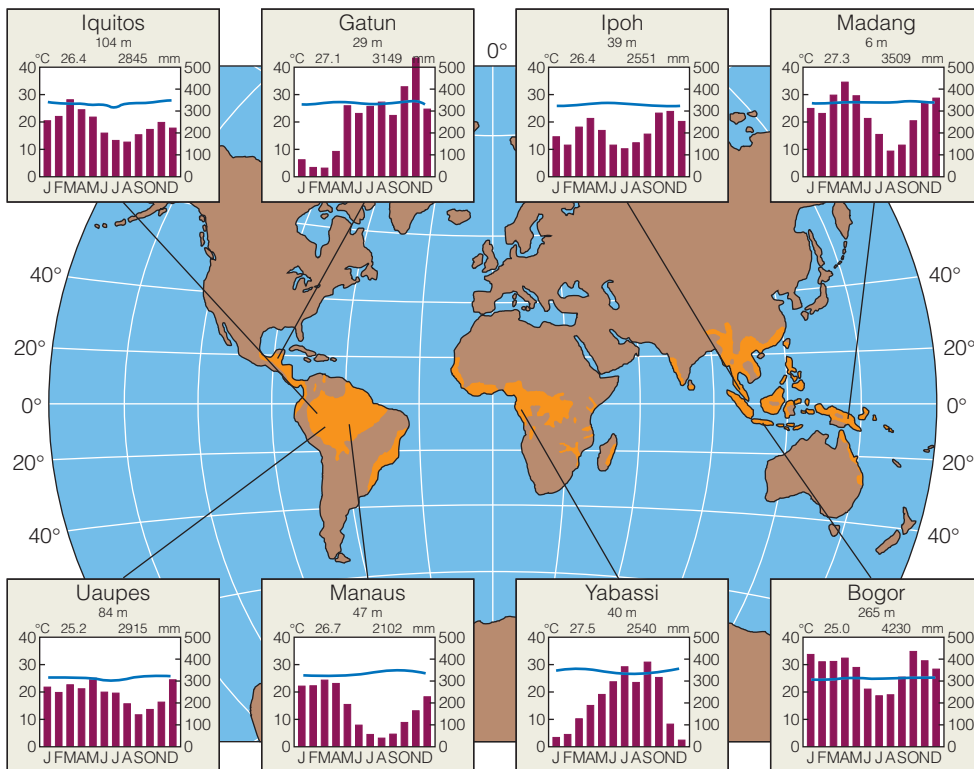 Iquitos
104 m
°C 26.4 2845 mm
40 500
400
30
300
20
200
10
100
0 0
J FMAMJ J ASOND
Gatun
29 m
°C 27.1 3149 mm
40 500
400
30
300
20
200
10
100
0 0
J FMAMJ J ASOND
0°
Ipoh
39 m
°C 26.4 2551 mm
40 500
400
30
300
20
200
10
100
0 0
J FMAMJ J ASOND
Madang
6 m
°C 27.3 3509 mm
40 500
400
30
300
20
200
10
100
0 0
J FMAMJ J ASOND
40° 40°
20° 20°
0° 0°
20° 20°
40° 40°
Uaupes
84 m
°C 25.2 2915 mm
40 500
400
30
300
20
200
10
100
0 0
J FMAMJ J ASOND
Manaus
47 m
°C 26.7 2102 mm
40 500
400
30
300
20
200
10
100
0 0
J FMAMJ J ASOND
Yabassi
40 m
°C 27.5 2540 mm
40 500
400
30
300
20
200
10
100
0 0
J FMAMJ J ASOND
Bogor
265 m
°C 25.0 4230 mm
40 500
400
30
300
20
200
10
100
0 0
J FMAMJ J ASOND